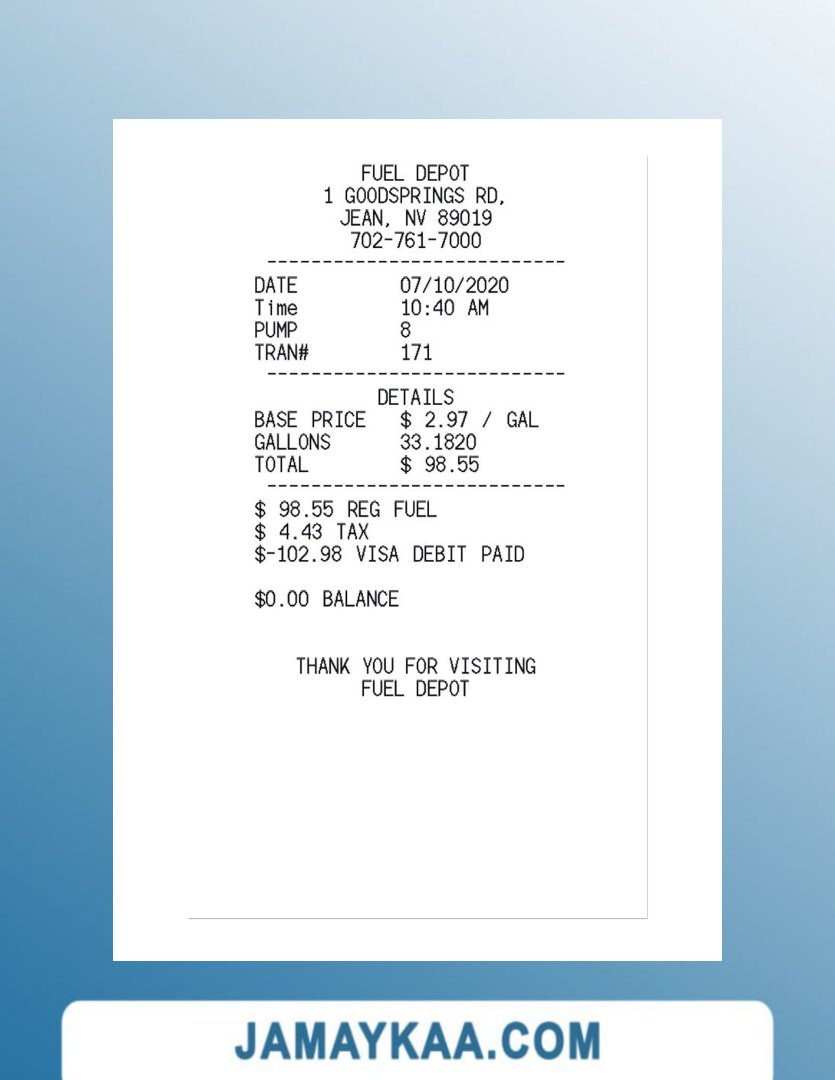 FUEL DEPOT
1 GOODSPRINGS RD,
JEAN, NV 89019
702-761-7000
--------------------------
DATE 07/10/2020
Time 10:40 AM
PUMP 8
TRAN# 171
--------------------------
DETAILS
BASE PRICE $ 2.97 / GAL
GALLONS 33.1820
TOTAL $ 98.55
--------------------------
$ 98.55 REG FUEL
$ 4.43 TAX
$-102.98 VISA DEBIT PAID
$0.00 BALANCE
THANK YOU FOR VISITING
FUEL DEPOT
JAMAYKAA.COM